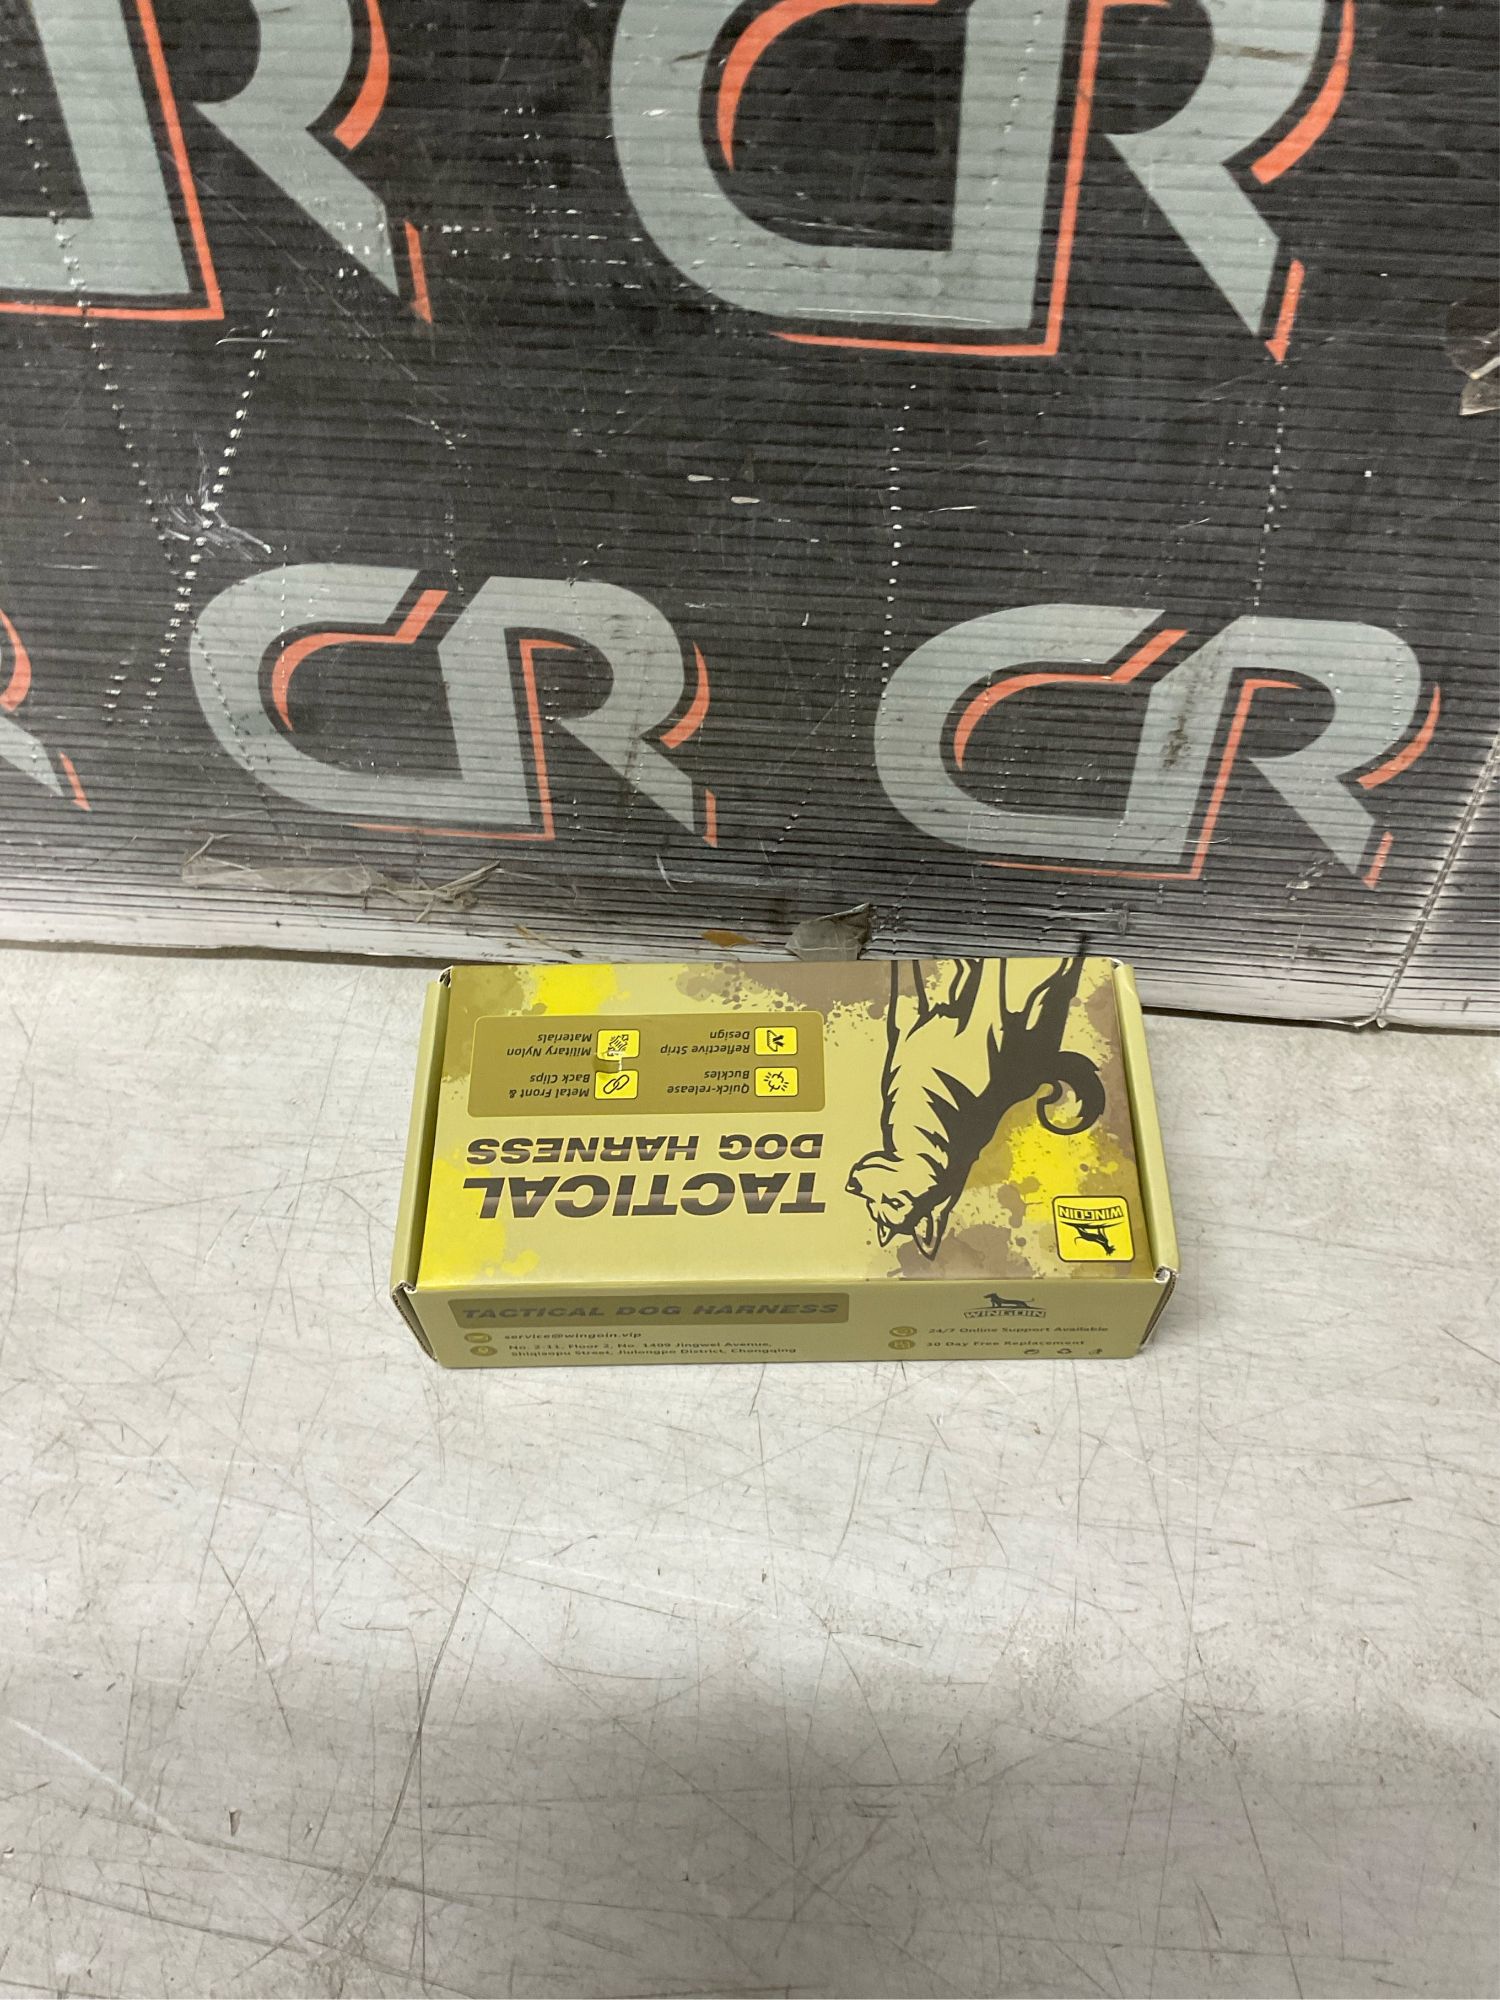 CR
CR
CR
CR
WINGOIN
TACTICAL
DOG HARNESS
Quick-release
Buckles
Metal Front &
Back Clips
Reflective Strip
Design
Military Nylon
Materials
TACTICAL DOG HARNESS
service@wingoin.vip
No. 2-11, Floor 2, No. 1409 Jingwei Avenue,
Shiqiaopu Street, Jiulongpo District, Chongqing
WINGOIN
24/7 Online Support Available
30 Day Free Replacement